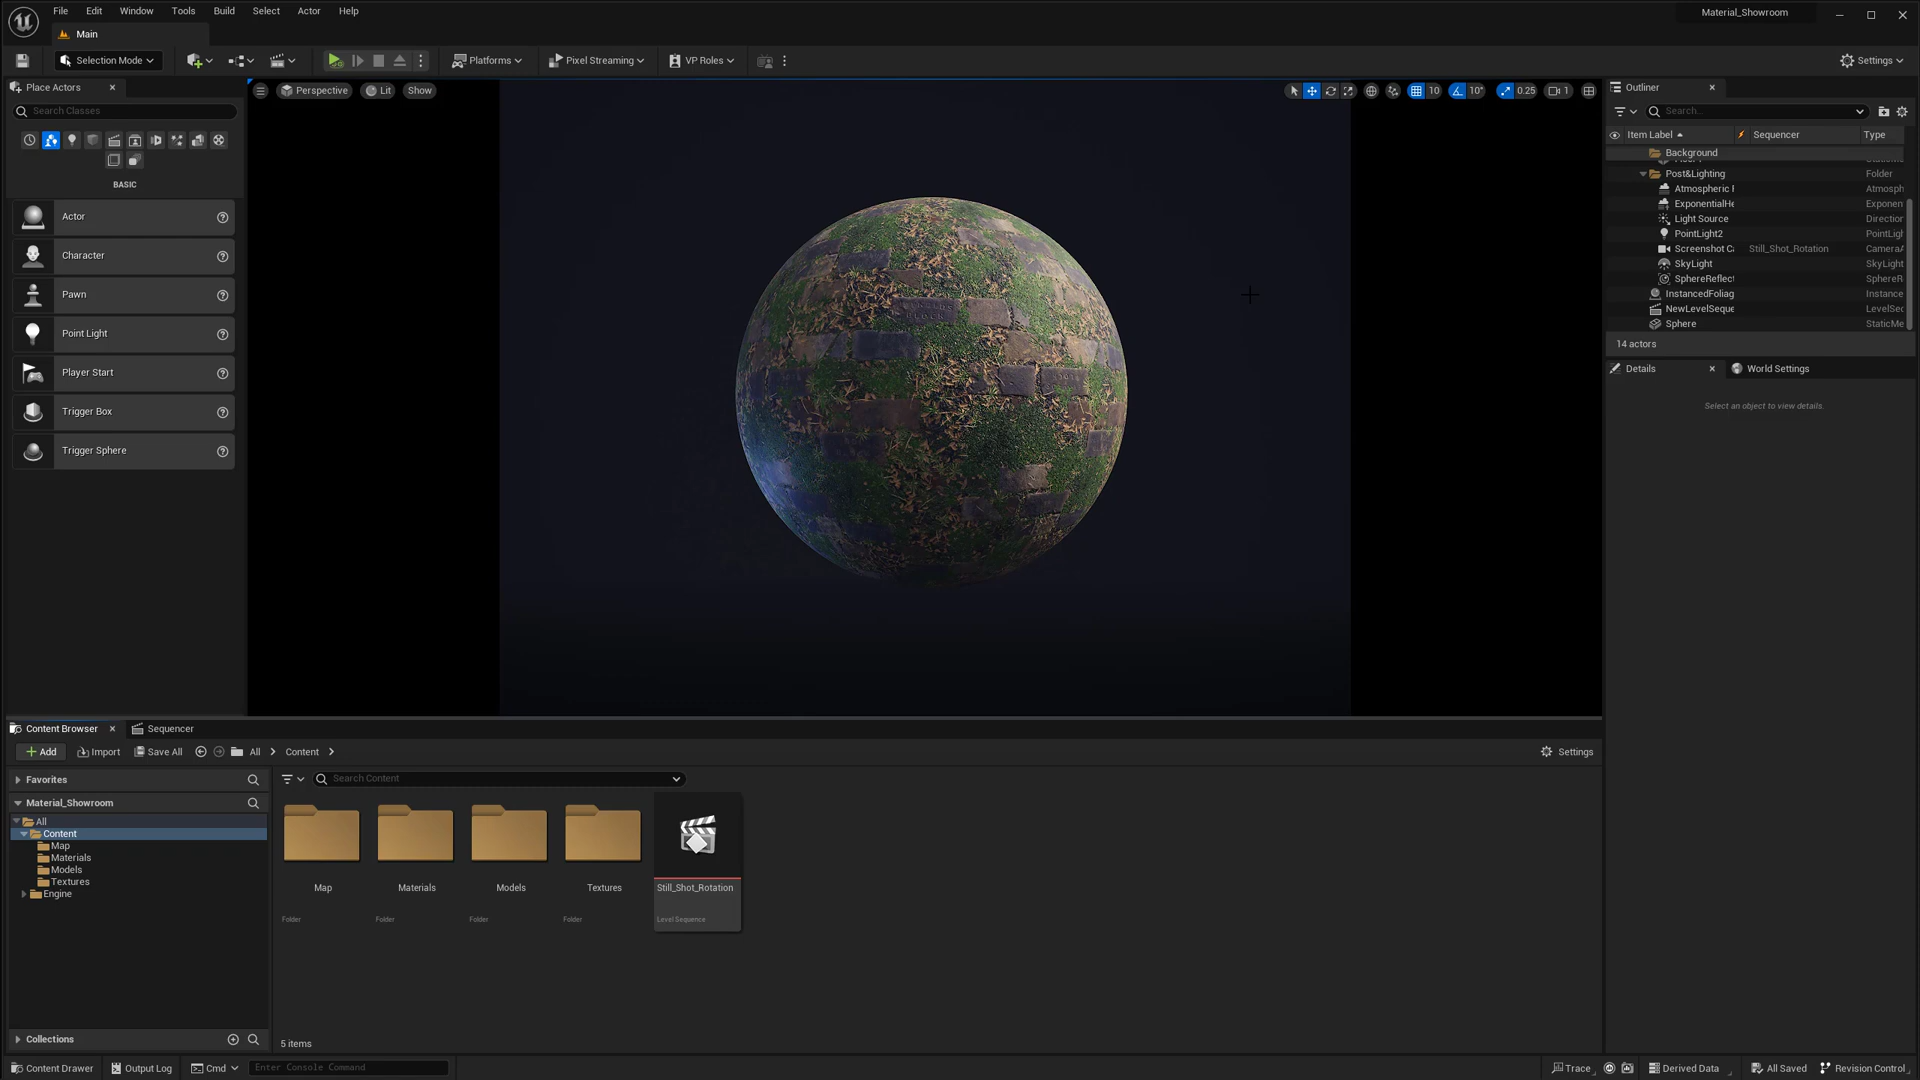 File Edit Window Tools Build Select Actor Help
Material_Showroom
Main
Selection Mode
Platforms
Pixel Streaming
VP Roles
Settings
Place Actors
Search Classes
BASIC
Actor
Character
Pawn
Point Light
Player Start
Trigger Box
Trigger Sphere
Perspective Lit Show
10 10° 0.25 1
Outliner
Search...
Item Label Sequencer Type
Background
Post&Lighting Folder
Atmospheric F Atmosph
ExponentialHe Exponen
Light Source Direction
PointLight2 PointLigh
Screenshot Ca Still_Shot_Rotation CameraA
SkyLight SkyLight
SphereReflect SphereR
InstancedFoliag Instance
NewLevelSeque LevelSec
Sphere StaticMe
14 actors
Details World Settings
Select an object to view details.
Content Browser Sequencer
Add Import Save All All Content Settings
Favorites
Material_Showroom
All
Content
Map
Materials
Models
Textures
Engine
Collections
Search Content
Map
Folder
Materials
Folder
Models
Folder
Textures
Folder
Still_Shot_Rotation
Level Sequence
5 items
Content Drawer Output Log Cmd Enter Console Command
Trace Derived Data All Saved Revision Control